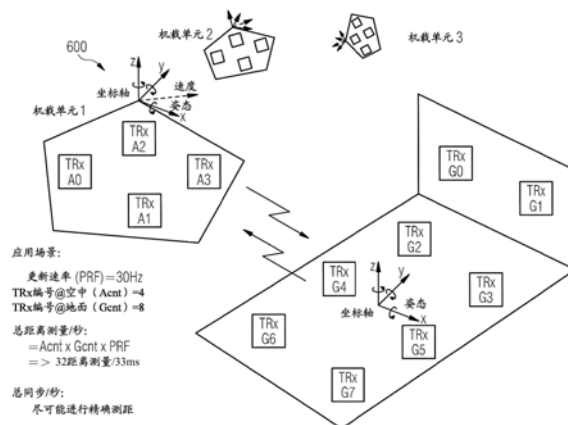 600
机载单元1
z
y
坐标轴
速度
姿态
x
TRx
A0
TRx
A2
TRx
A3
TRx
A1
机载单元2
机载单元3
TRx
G0
TRx
G1
TRx
G2
TRx
G3
TRx
G4
TRx
G5
TRx
G6
TRx
G7
z
y
姿态
坐标轴
x
应用场景:
更新速率(PRF)=30Hz
TRx编号@空中(Acnt)=4
TRx编号@地面(Gcnt)=8
总距离测量/秒:
=Acnt x Gcnt x PRF
=> 32距离测量/33ms
总同步/秒:
尽可能进行精确测距